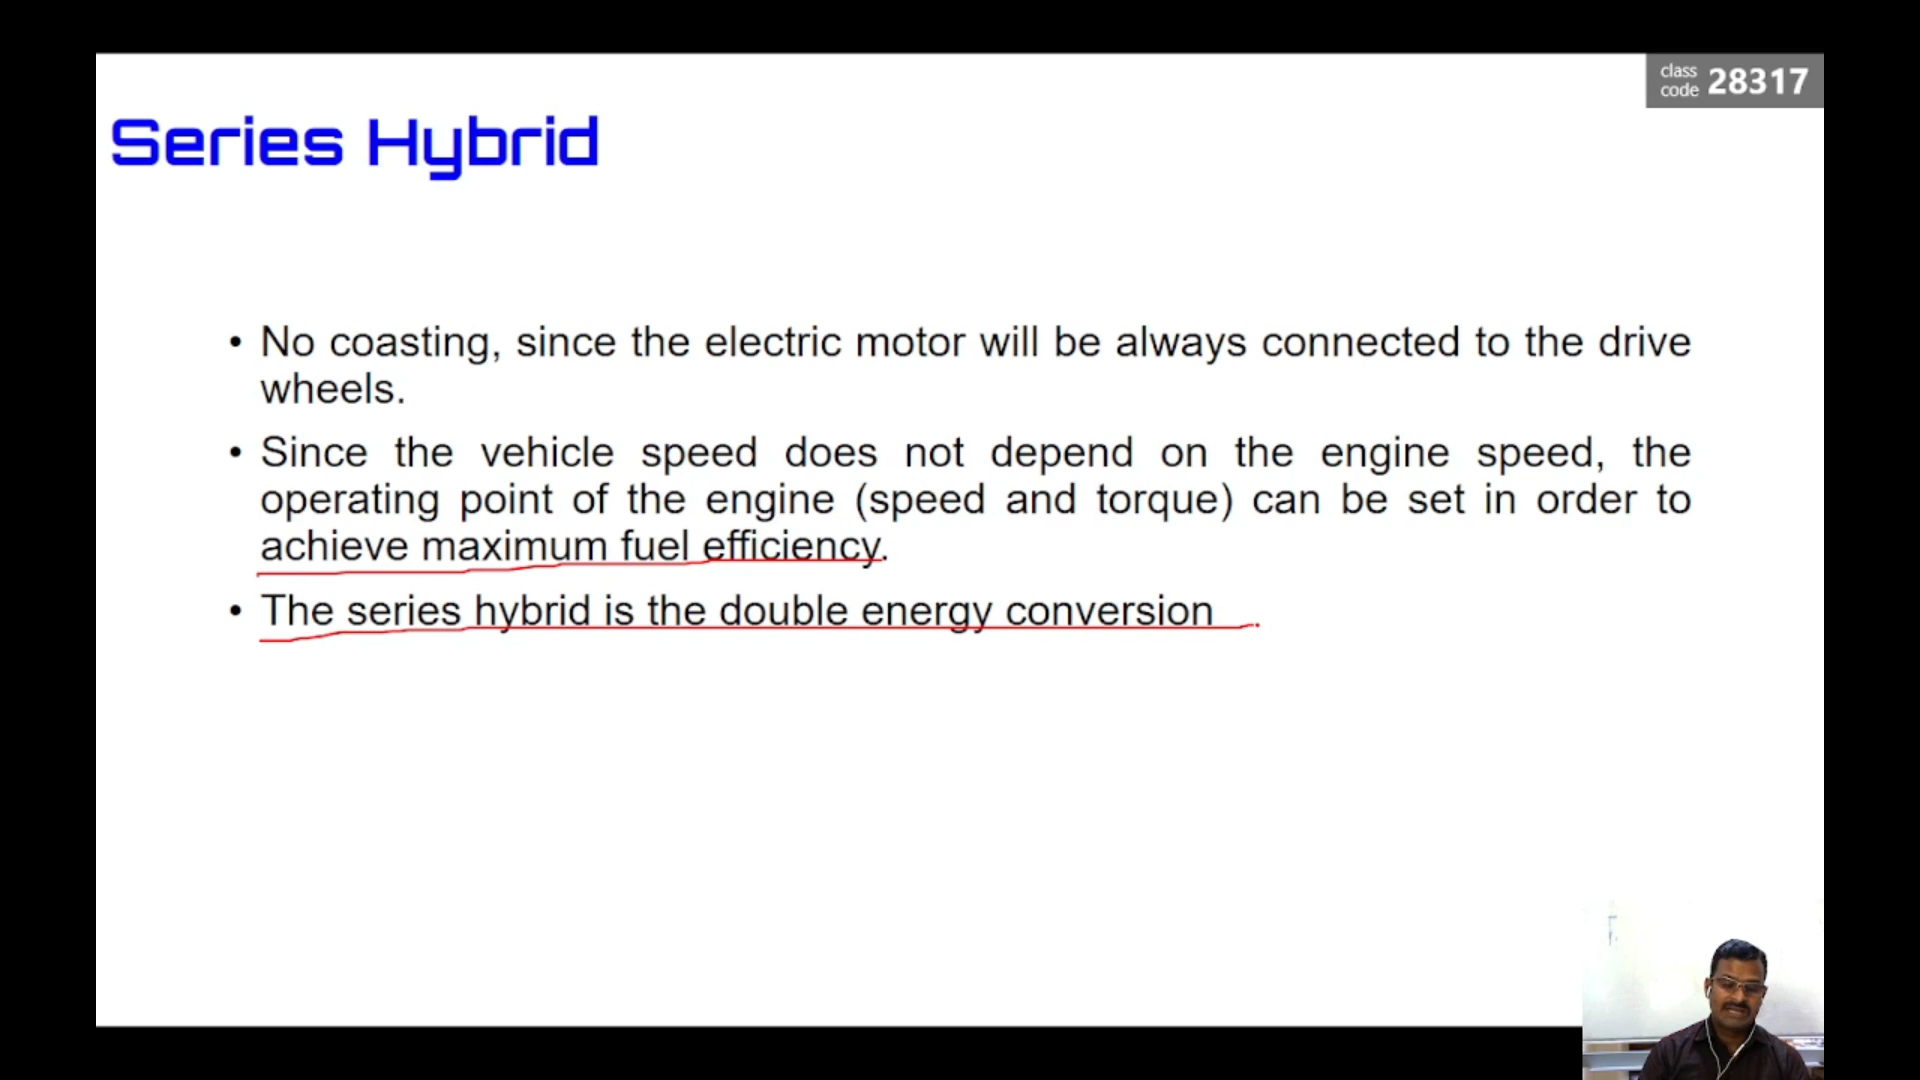 class
code 28317
Series Hybrid
• No coasting, since the electric motor will be always connected to the drive
wheels.
• Since the vehicle speed does not depend on the engine speed, the
operating point of the engine (speed and torque) can be set in order to
achieve maximum fuel efficiency.
• The series hybrid is the double energy conversion